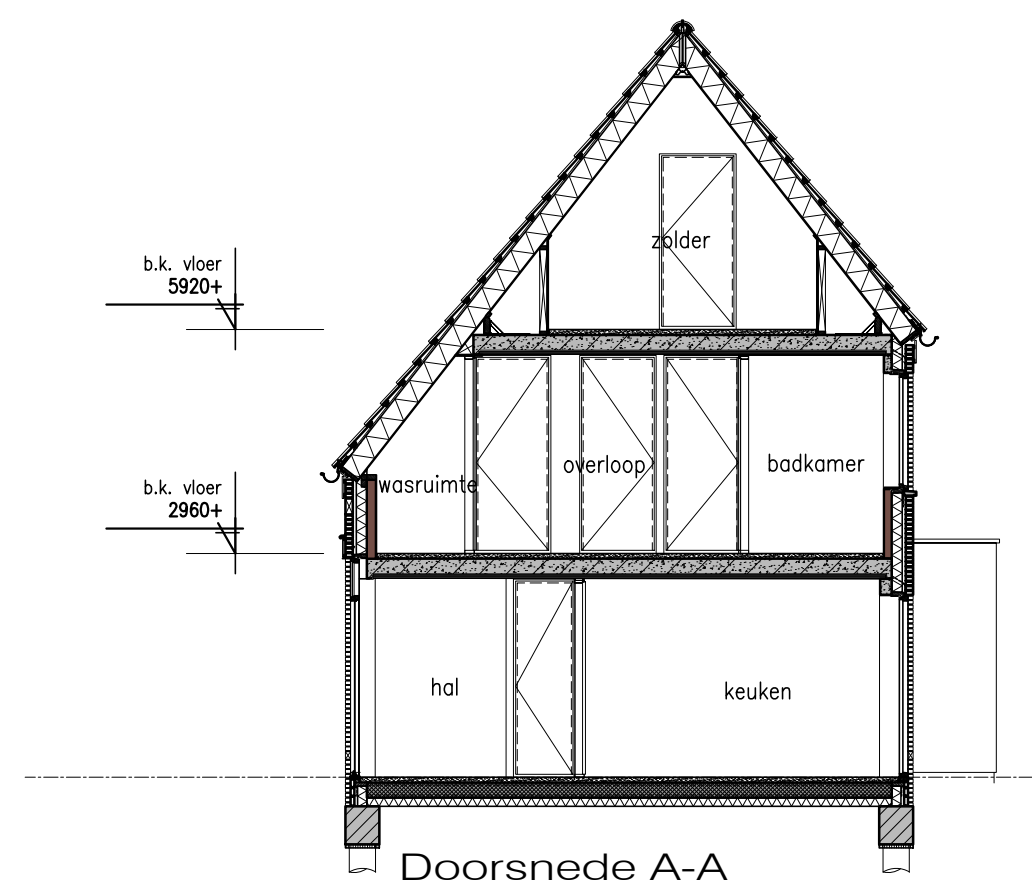 zolder
b.k. vloer
5920+
wasruimte
overloop
badkamer
b.k. vloer
2960+
hal
keuken
Doorsnede A-A